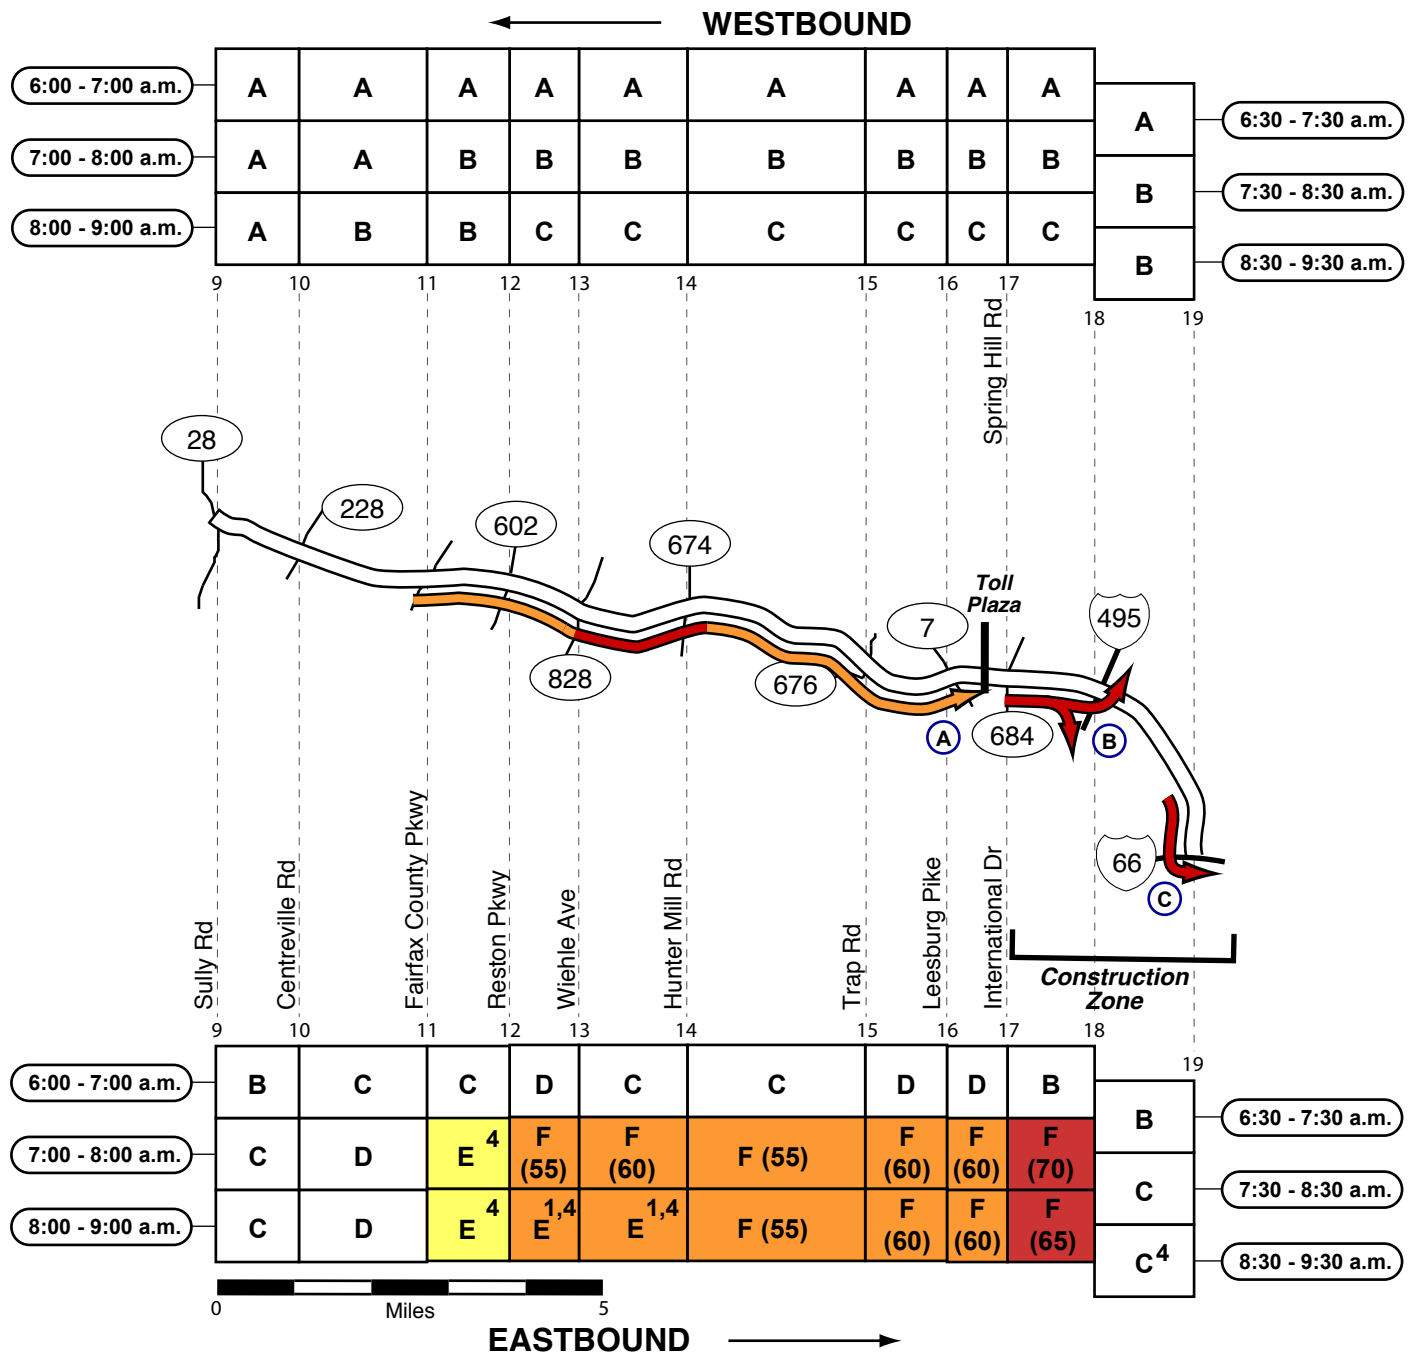 WESTBOUND
6:00 - 7:00 a.m. A A A A A A A A A
A 6:30 - 7:30 a.m.
7:00 - 8:00 a.m. A A B B B B B B B
B 7:30 - 8:30 a.m.
8:00 - 9:00 a.m. A B B C C C C C C
B 8:30 - 9:30 a.m.
9 10 11 12 13 14 15 16 17
18 19
Spring Hill Rd
28
228
602
674
Toll
Plaza
7
495
828
676
A
684
B
66
C
Sully Rd
Centreville Rd
Fairfax County Pkwy
Reston Pkwy
Wiehle Ave
Hunter Mill Rd
Trap Rd
Leesburg Pike
International Dr
Construction
Zone
9 10 11 12 13 14 15 16 17 18
19
6:00 - 7:00 a.m. B C C D C C D D B
B 6:30 - 7:30 a.m.
7:00 - 8:00 a.m. C D E 4 F (55) F (60) F (55) F (60) F (60) F (70)
C 7:30 - 8:30 a.m.
8:00 - 9:00 a.m. C D E 4 E 1,4 E 1,4 F (55) F (60) F (60) F (65)
C 4 8:30 - 9:30 a.m.
0 Miles 5
EASTBOUND